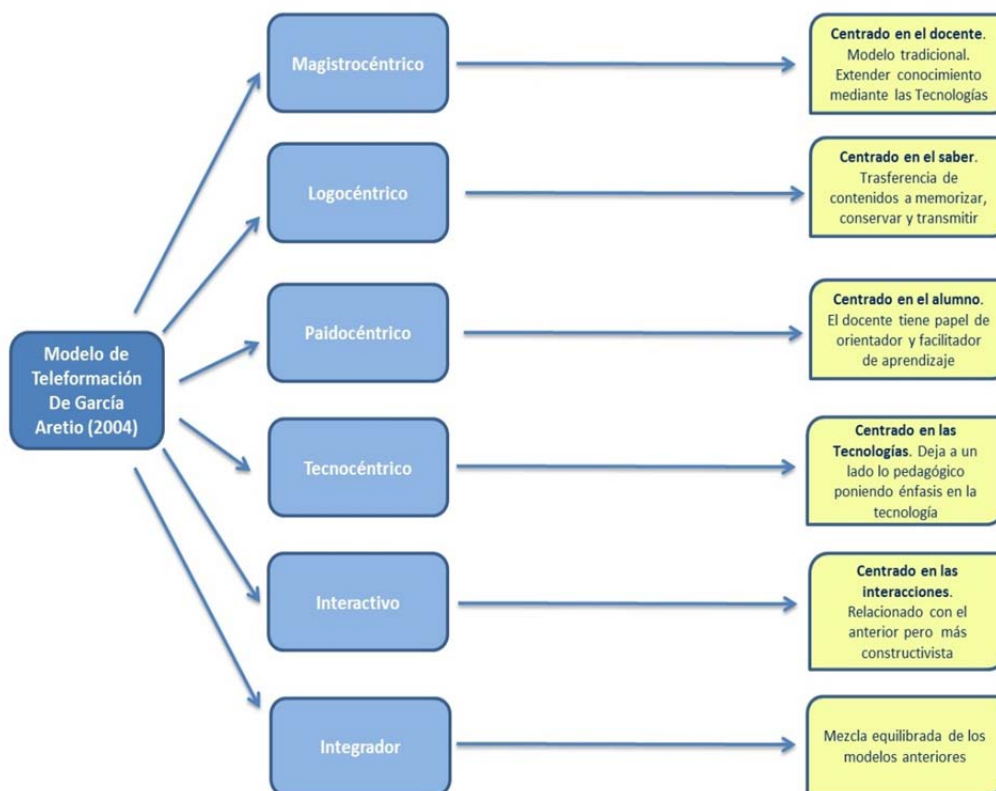 Magistrocéntrico
Centrado en el docente.
Modelo tradicional.
Extender conocimiento
mediante las Tecnologías
Logocéntrico
Centrado en el saber.
Trasferencia de
contenidos a memorizar,
conservar y transmitir
Modelo de
Teleformación
De García
Aretio (2004)
Paidocéntrico
Centrado en el alumno.
El docente tiene papel de
orientador y facilitador
de aprendizaje
Tecnocéntrico
Centrado en las
Tecnologías. Deja a un
lado lo pedagógico
poniendo énfasis en la
tecnología
Interactivo
Centrado en las
interacciones.
Relacionado con el
anterior pero más
constructivista
Integrador
Mezcla equilibrada de los
modelos anteriores